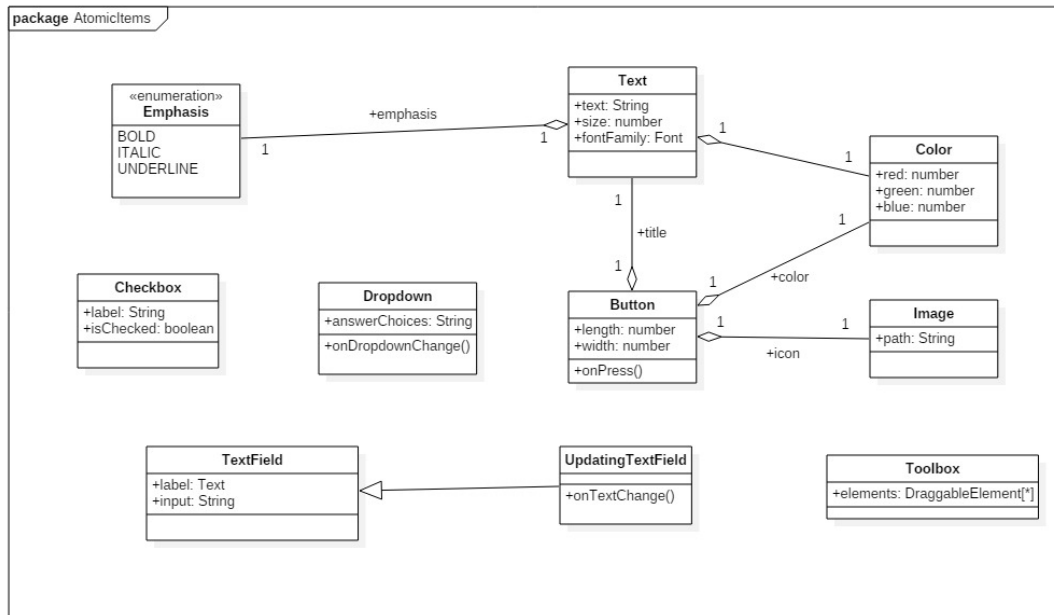 package AtomicItems
«enumeration»
Emphasis
BOLD
ITALIC
UNDERLINE
+emphasis
1
1
Text
+text: String
+size: number
+fontFamily: Font
1
1
Color
+red: number
+green: number
+blue: number
1
+title
1
1
+color
1
Checkbox
+label: String
+isChecked: boolean
Dropdown
+answerChoices: String
+onDropdownChange()
Button
+length: number
+width: number
+onPress()
1
1
+icon
Image
+path: String
TextField
+label: Text
+input: String
UpdatingTextField
+onTextChange()
Toolbox
+elements: DraggableElement[*]